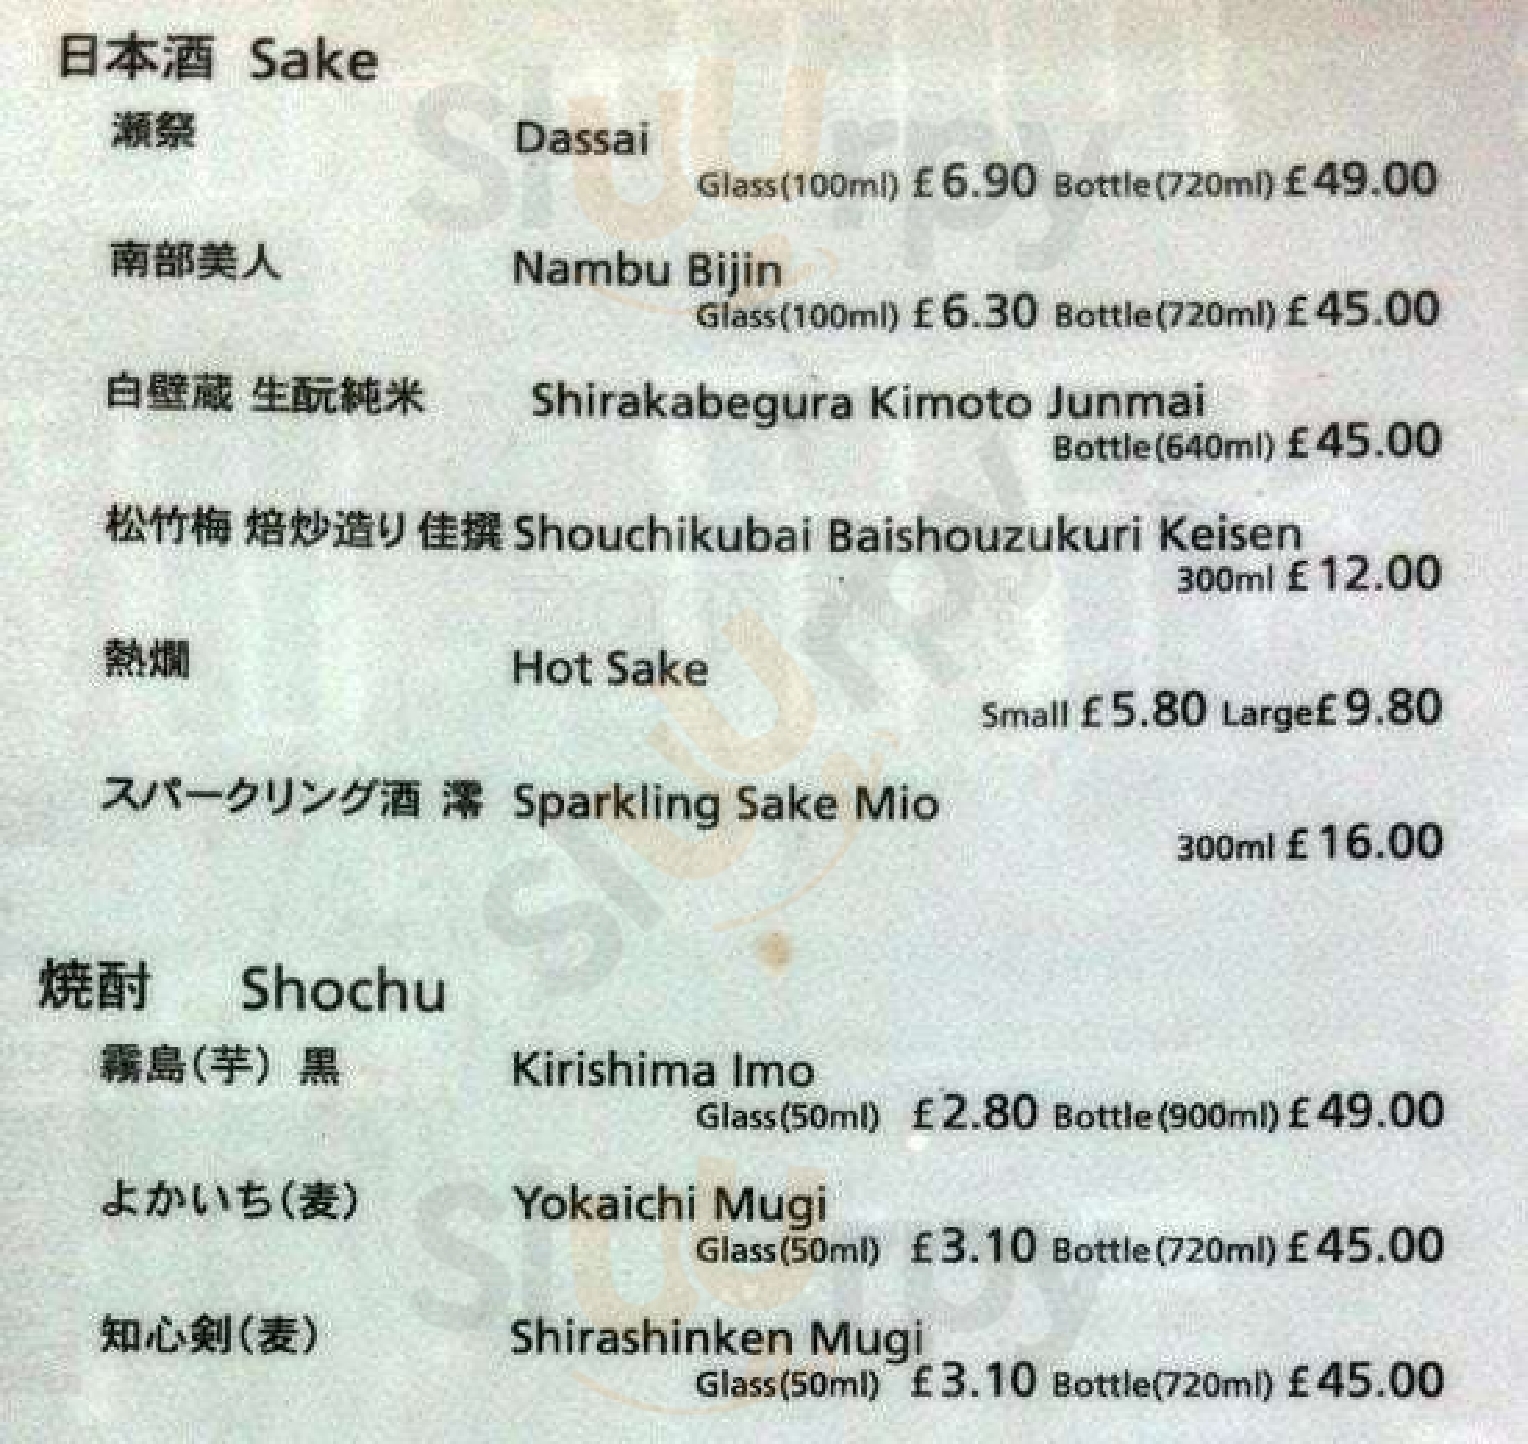 日本酒 Sake
瀬祭 Dassai
Glass(100ml) £6.90 Bottle(720ml) £49.00
南部美人 Nambu Bijin
Glass(100ml) £6.30 Bottle(720ml) £45.00
白壁蔵 生酛純米 Shirakabegura Kimoto Junmai
Bottle(640ml) £45.00
松竹梅 焙炒造り 佳撰 Shouchikubai Baishouzukuri Keisen
300ml £12.00
熱燗 Hot Sake
Small £5.80 Large£9.80
スパークリング酒 澪 Sparkling Sake Mio
300ml £16.00
焼酎 Shochu
霧島(芋) 黒 Kirishima Imo
Glass(50ml) £2.80 Bottle(900ml) £49.00
よかいち(麦) Yokaichi Mugi
Glass(50ml) £3.10 Bottle(720ml) £45.00
知心剣(麦) Shirashinken Mugi
Glass(50ml) £3.10 Bottle(720ml) £45.00
Sluurpy
Sluurpy
Sluurpy